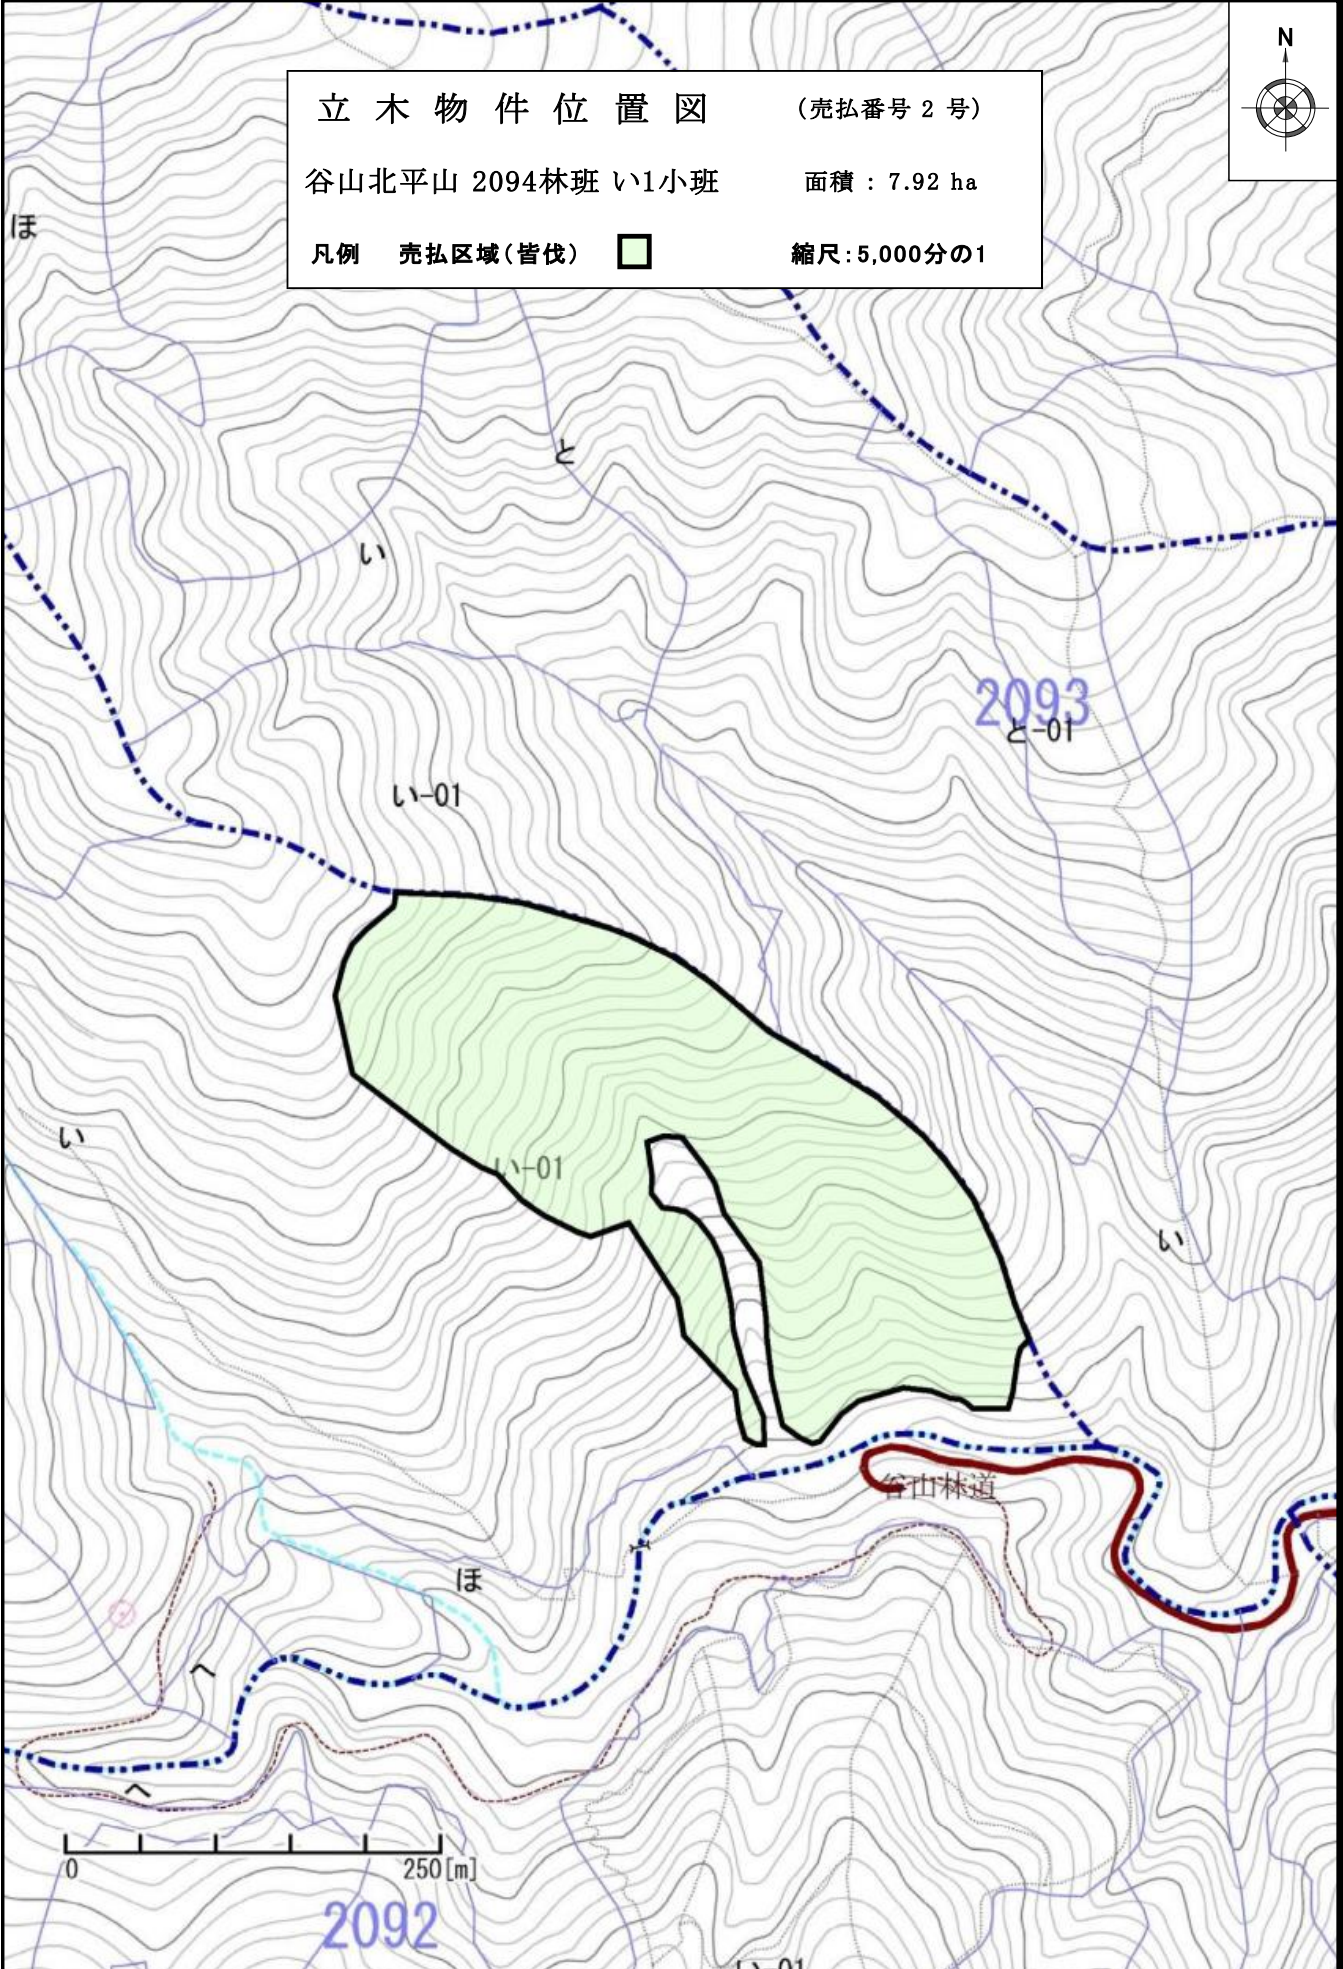 N
立木物件位置図 (売払番号 2 号)
谷山北平山 2094林班 い1小班 面積：7.92 ha
凡例 売払区域(皆伐) 縮尺:5,000分の1
ほ
と
い
2093
と-01
い-01
い
い-01
い
谷山林道
ほ
へ
へ
0 250[m]
2092
い-01